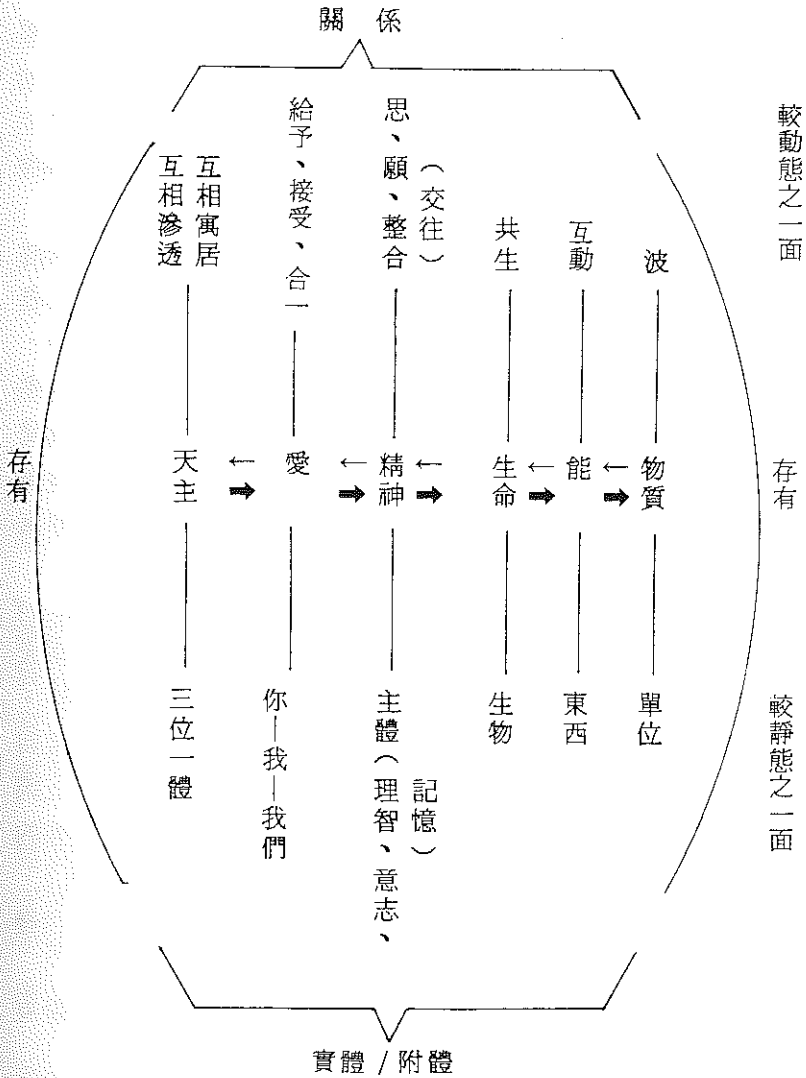 關係
較動態之一面
波
互動
共生
思、願、整合
（交往）
給予、接受、合一
互相寓居
互相滲透
存有
物質
←
➡
能
←
➡
生命
←
➡
精神
←
➡
愛
←
➡
天主
存有
較靜態之一面
單位
東西
生物
主體（理智、意志、
記憶）
你—我—我們
三位一體
實體/附體